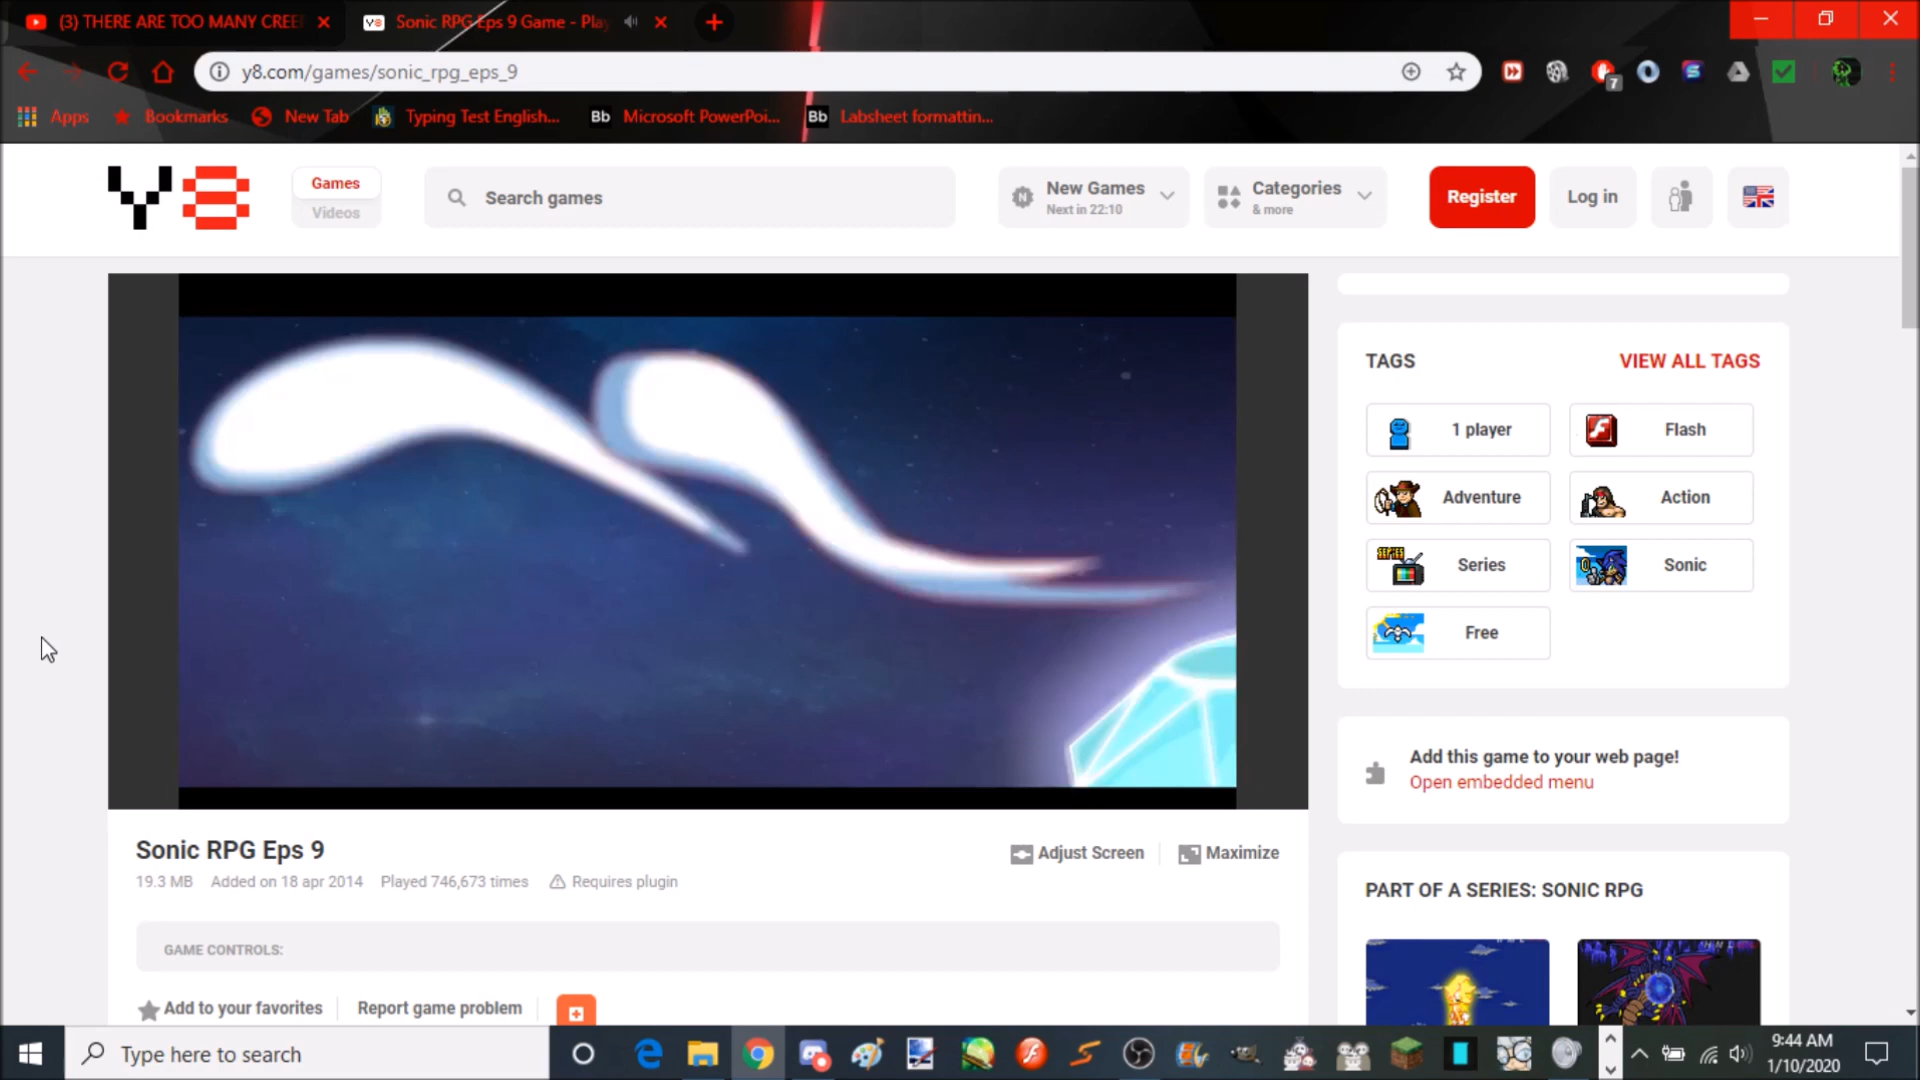 (3) THERE ARE TOO MANY CREE
Y8 Sonic RPG Eps 9 Game - Play
y8.com/games/sonic_rpg_eps_9
7
Apps Bookmarks New Tab Typing Test English... Bb Microsoft PowerPoi... Bb Labsheet formattin...
Y8
Games
Videos
Search games
New Games
Next in 22:10
Categories
& more
Register
Log in
TAGS VIEW ALL TAGS
1 player Flash
Adventure Action
SERIES
Series Sonic
Free
Add this game to your web page!
Open embedded menu
Sonic RPG Eps 9
Adjust Screen Maximize
19.3 MB Added on 18 apr 2014 Played 746,673 times Requires plugin
PART OF A SERIES: SONIC RPG
GAME CONTROLS:
Add to your favorites Report game problem
Type here to search
9:44 AM
1/10/2020